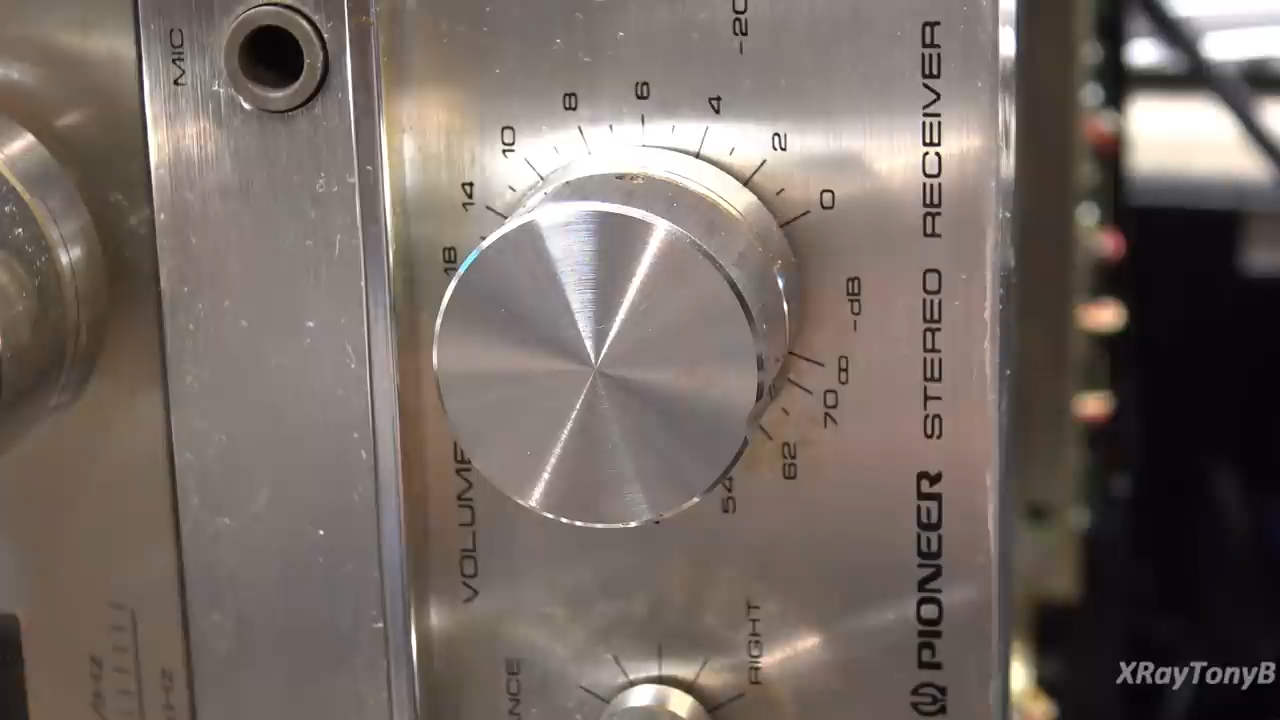 MIC
-20
8
6
4
10
2
14
0
18
-dB
∞
70
62
54
VOLUME
PIONEER STEREO RECEIVER
RIGHT
XRayTonyB